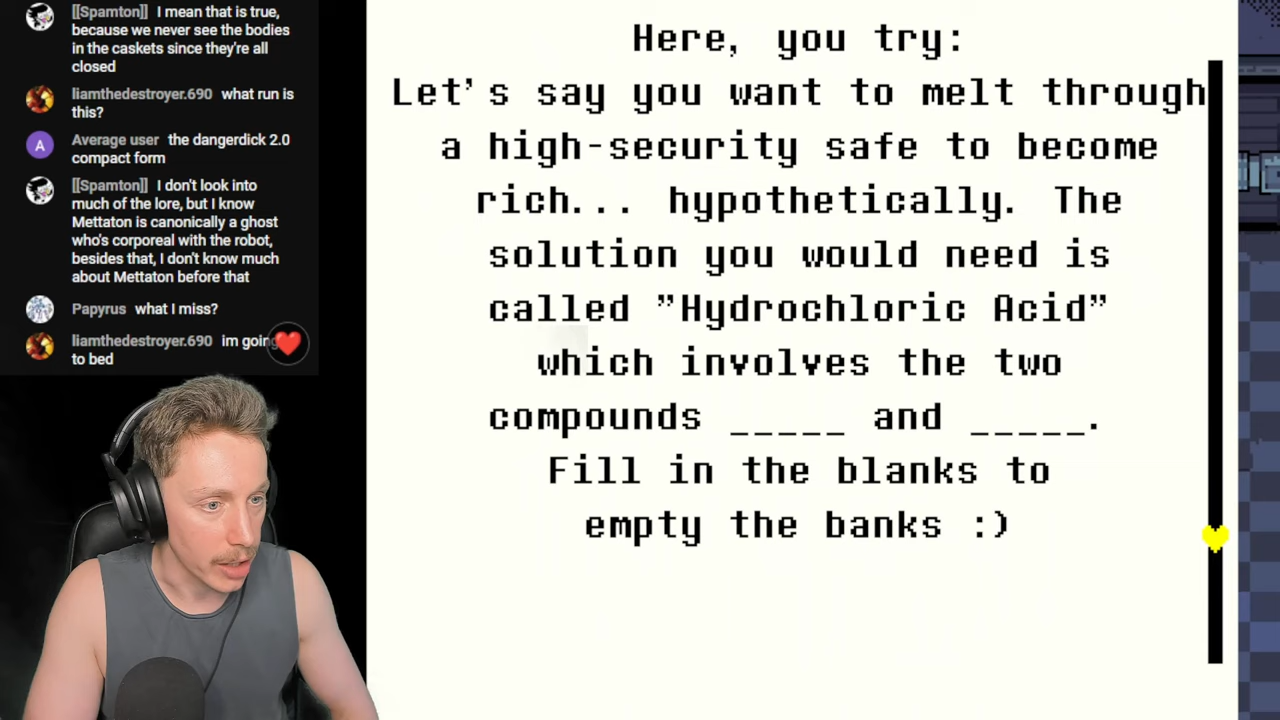 [[Spamton]] I mean that is true,
because we never see the bodies
in the caskets since they're all
closed
liamthedestroyer.690 what run is
this?
A
Average user the dangerdick 2.0
compact form
[[Spamton]] I don't look into
much of the lore, but I know
Mettaton is canonically a ghost
who's corporeal with the robot,
besides that, I don't know much
about Mettaton before that
Papyrus what I miss?
liamthedestroyer.690 im going
to bed
Here, you try:
Let's say you want to melt through
a high-security safe to become
rich... hypothetically. The
solution you would need is
called "Hydrochloric Acid"
which involves the two
compounds _____ and _____.
Fill in the blanks to
empty the banks :)